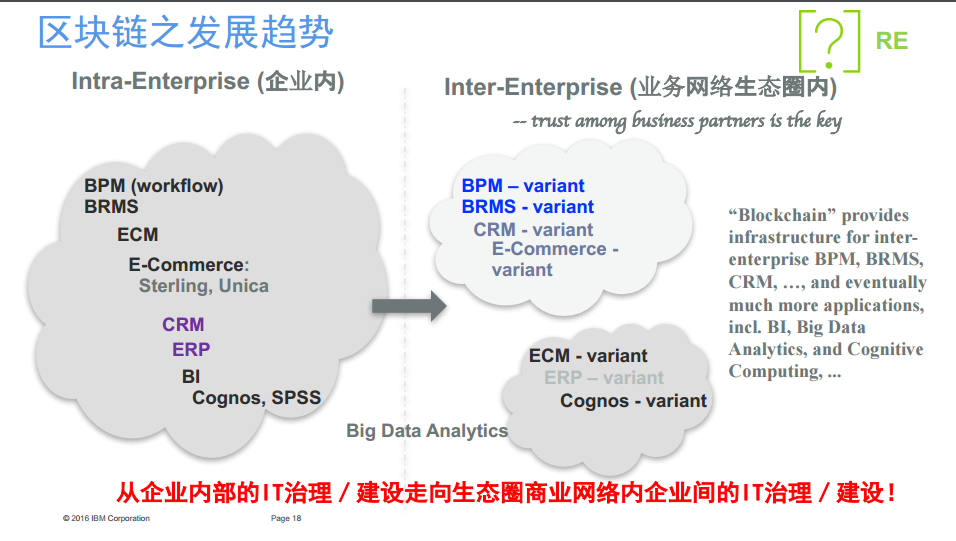 区块链之发展趋势
[?] RE
Intra-Enterprise (企业内)
Inter-Enterprise (业务网络生态圈内)
-- trust among business partners is the key
BPM (workflow)
BRMS
ECM
E-Commerce:
Sterling, Unica
CRM
ERP
BI
Cognos, SPSS
Big Data Analytics
BPM – variant
BRMS - variant
CRM - variant
E-Commerce -
variant
ECM - variant
ERP – variant
Cognos - variant
“Blockchain” provides
infrastructure for inter-
enterprise BPM, BRMS,
CRM, …, and eventually
much more applications,
incl. BI, Big Data
Analytics, and Cognitive
Computing, ...
从企业内部的IT治理／建设走向生态圈商业网络内企业间的IT治理／建设！
© 2016 IBM Corporation
Page 18